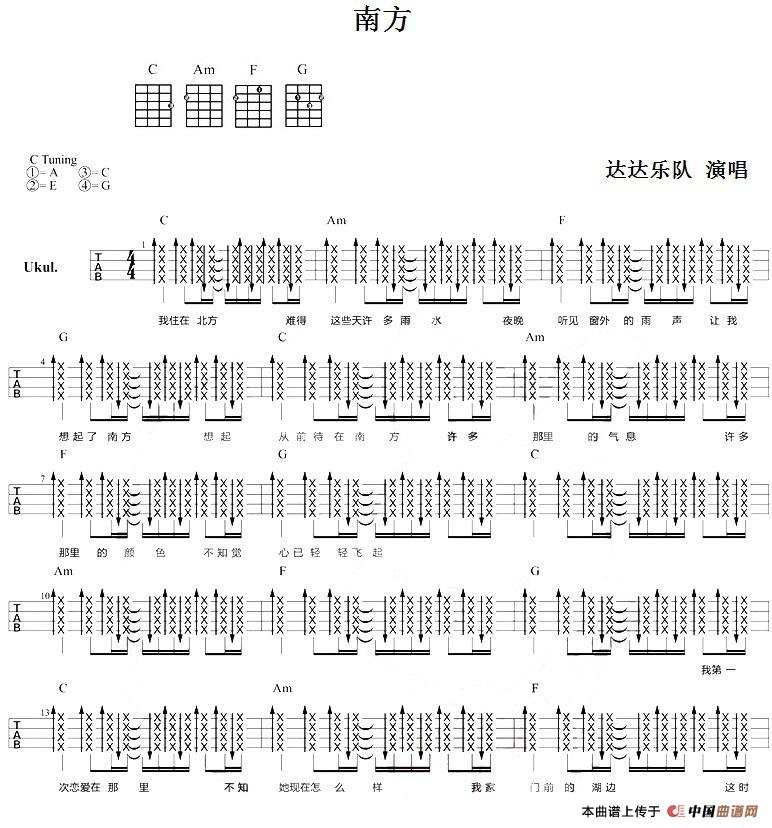 南方
C Am F G
C Tuning
①= A ③= C
②= E ④= G
达达乐队 演唱
C Am F
1
Ukul.
T A B 4 4
我住在 北方 难得 这些天许 多 雨 水 夜晚 听见 窗外 的 雨 声 让 我
G C Am
4
T A B
想起了 南方 想起 从 前 待 在 南 方 许 多 那里 的 气 息 许多
F G C
7
T A B
那里 的 颜 色 不 知 觉 心 已 轻 轻 飞 起
Am F G
10
T A B
我第 一
C Am F
13
T A B
次恋爱在 那 里 不 知 她现在怎 么 样 我 家 门 前 的 湖 边 这 时
本曲谱上传于 中国曲谱网